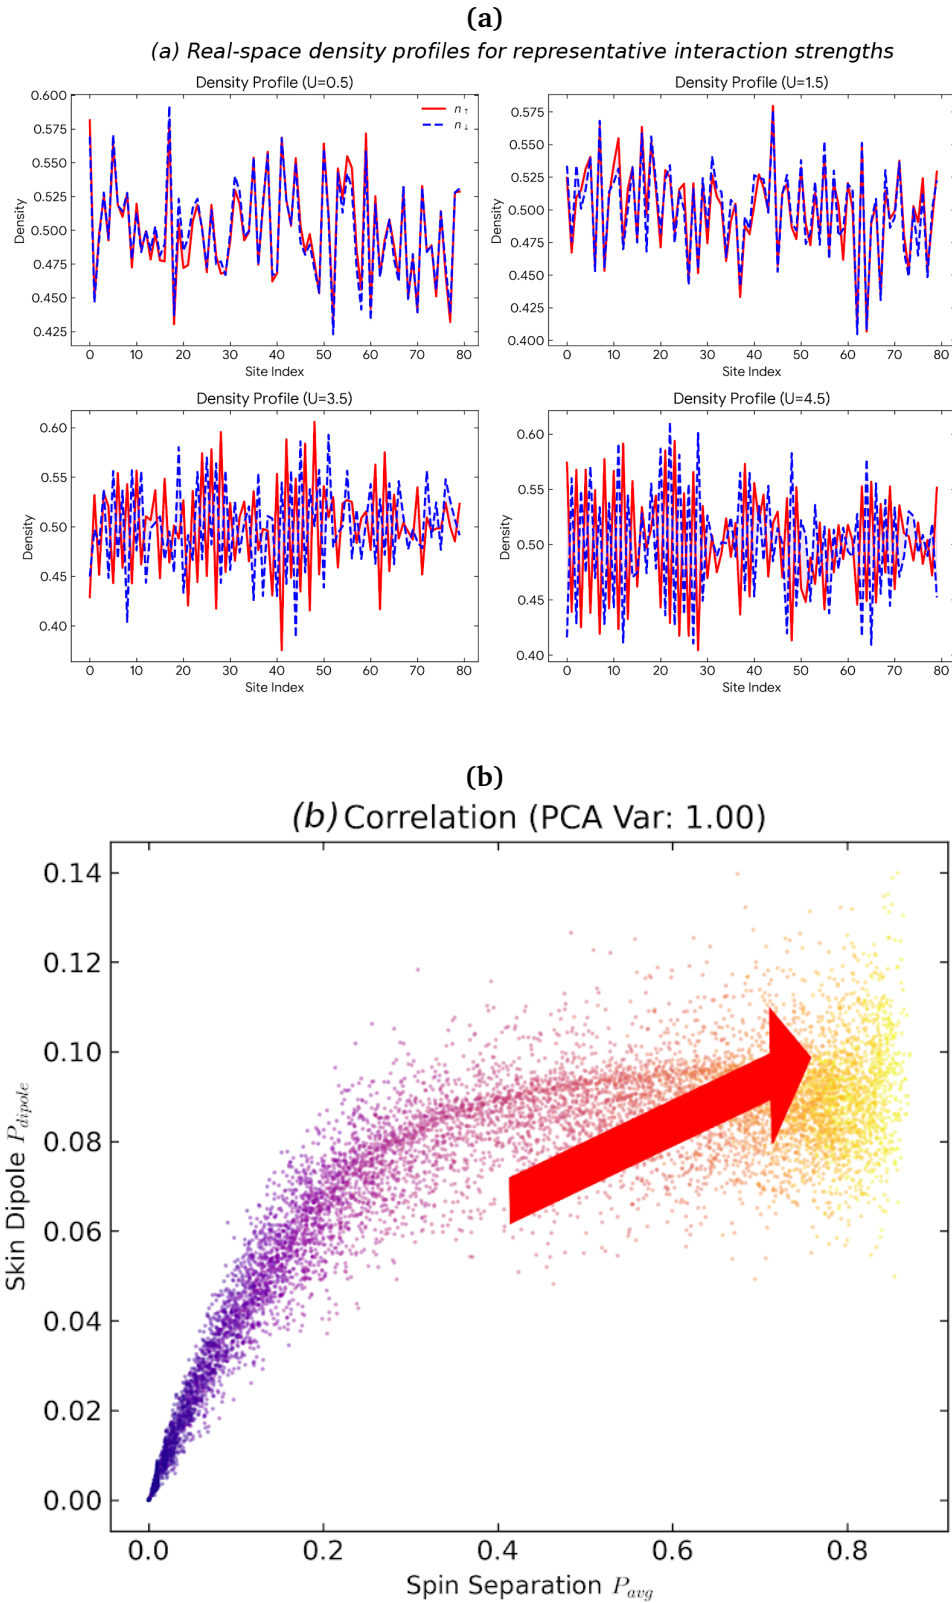 (a)
(a) Real-space density profiles for representative interaction strengths
Density Profile (U=0.5)
Density Profile (U=1.5)
0.600
0.575
0.550
0.525
0.500
0.475
0.450
0.425
Density
n↑
n↓
0 10 20 30 40 50 60 70 80
Site Index
0.575
0.550
0.525
0.500
0.475
0.450
0.425
0.400
Density
0 10 20 30 40 50 60 70 80
Site Index
Density Profile (U=3.5)
Density Profile (U=4.5)
0.60
0.55
0.50
0.45
0.40
Density
0 10 20 30 40 50 60 70 80
Site Index
0.60
0.55
0.50
0.45
0.40
Density
0 10 20 30 40 50 60 70 80
Site Index
(b)
(b) Correlation (PCA Var: 1.00)
0.14
0.12
0.10
0.08
0.06
0.04
0.02
0.00
Skin Dipole P_dipole
0.0 0.2 0.4 0.6 0.8
Spin Separation P_avg